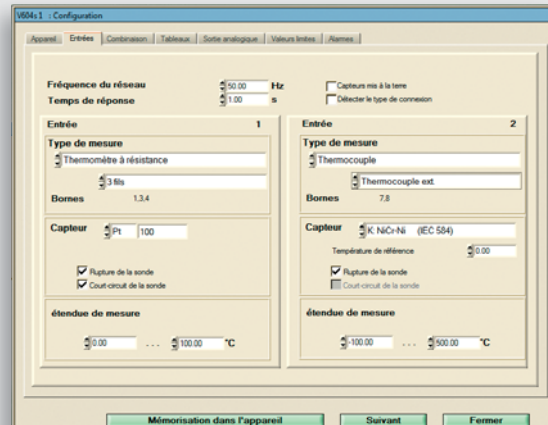 V604s 1 : Configuration
Appareil Entrées Combinaison Tableaux Sortie analogique Valeurs limites Alarmes
Fréquence du réseau 50.00 Hz Capteurs mis à la terre
Temps de réponse 1.00 s Détecter le type de connexion
Entrée 1
Type de mesure
Thermomètre à résistance
3 fils
Bornes 1,3,4
Capteur Pt 100
Rupture de la sonde
Court-circuit de la sonde
étendue de mesure
0.00 ... 100.00 °C
Entrée 2
Type de mesure
Thermocouple
Thermocouple ext.
Bornes 7,8
Capteur K: NiCr-Ni (IEC 584)
Température de référence 0.00
Rupture de la sonde
Court-circuit de la sonde
étendue de mesure
-100.00 ... 500.00 °C
Mémorisation dans l'appareil Suivant Fermer